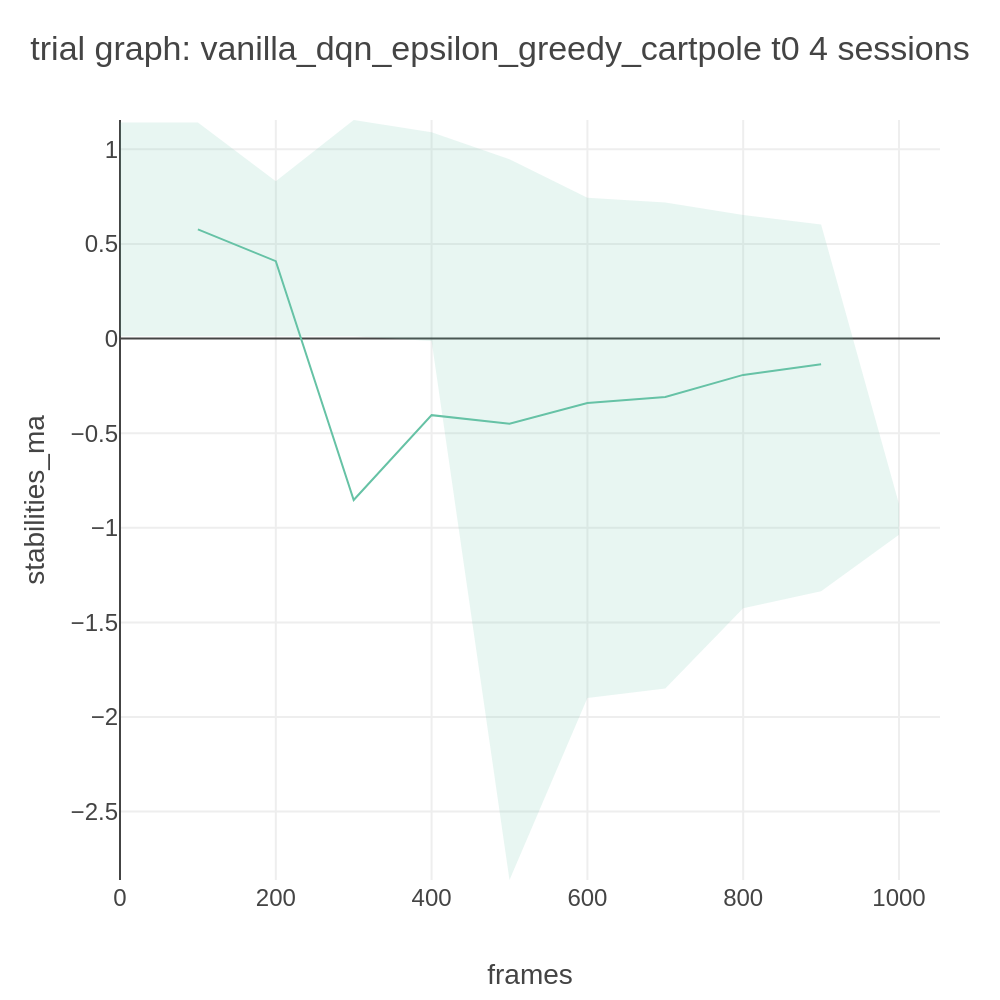 trial graph: vanilla_dqn_epsilon_greedy_cartpole t0 4 sessions
1
0.5
0
−0.5
−1
−1.5
−2
−2.5
stabilities_ma
0 200 400 600 800 1000
frames